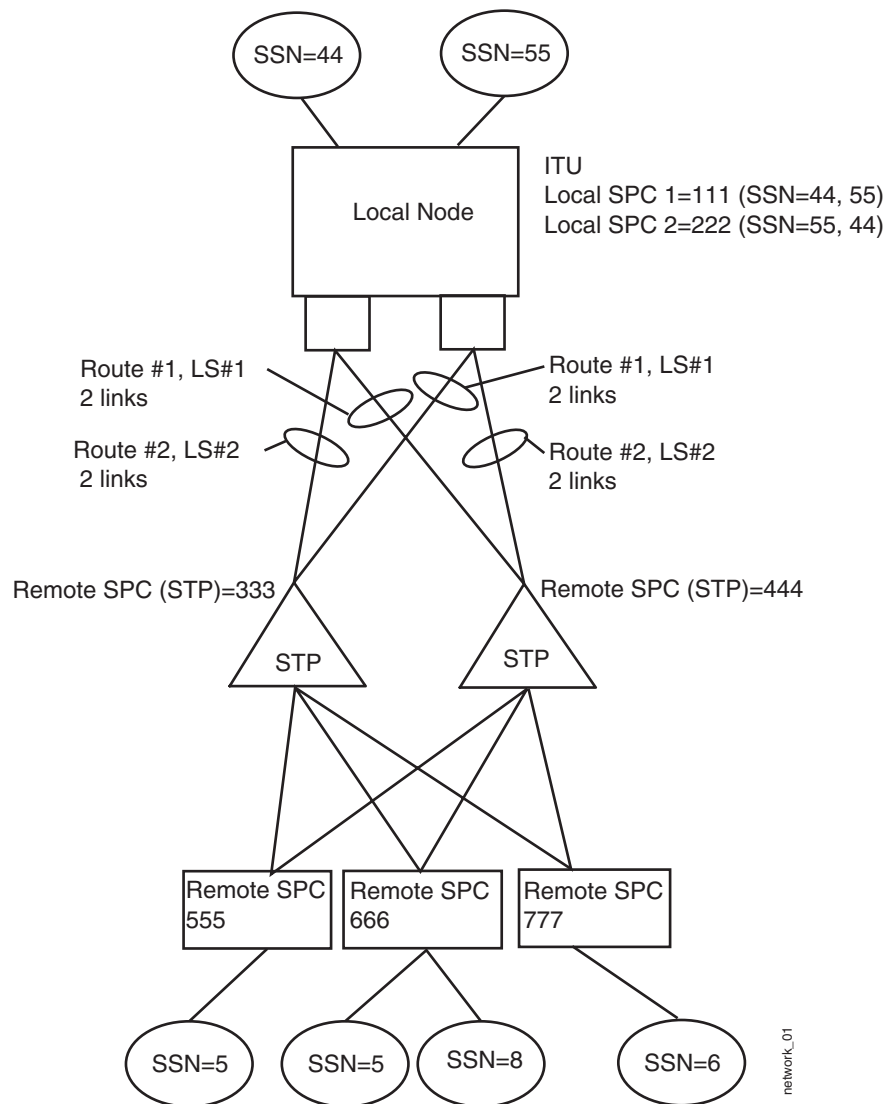 SSN=44
SSN=55
Local Node
ITU
Local SPC 1=111 (SSN=44, 55)
Local SPC 2=222 (SSN=55, 44)
Route #1, LS#1
2 links
Route #2, LS#2
2 links
Route #1, LS#1
2 links
Route #2, LS#2
2 links
Remote SPC (STP)=333
Remote SPC (STP)=444
STP
STP
Remote SPC
555
Remote SPC
666
Remote SPC
777
SSN=5
SSN=5
SSN=8
SSN=6
network_01